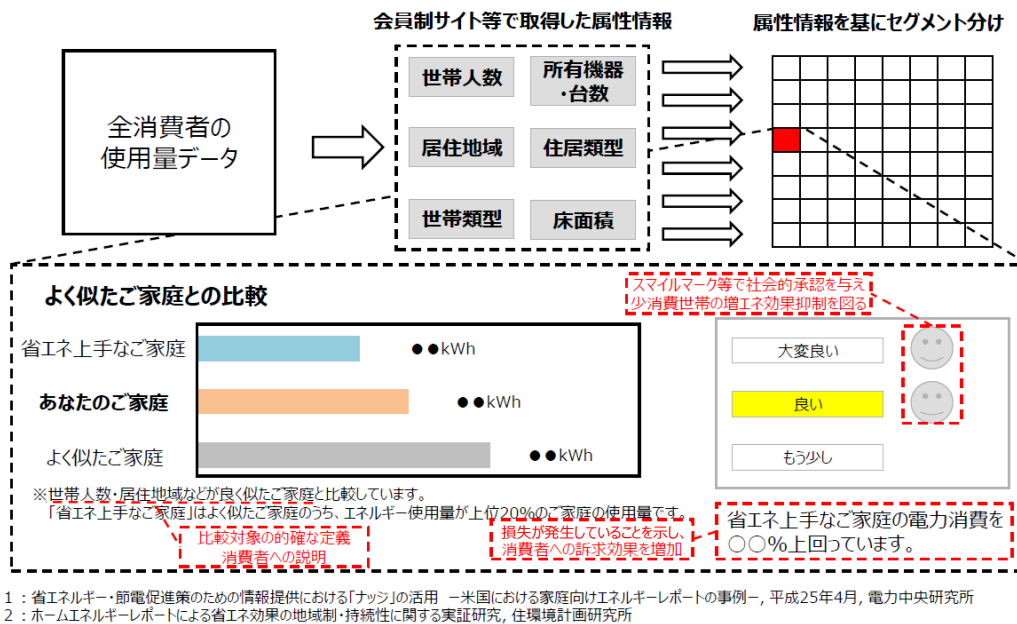 会員制サイト等で取得した属性情報
属性情報を基にセグメント分け
全消費者の
使用量データ
世帯人数
所有機器
・台数
居住地域
住居類型
世帯類型
床面積
よく似たご家庭との比較
スマイルマーク等で社会的承認を与え
少消費世帯の増エネ効果抑制を図る
省エネ上手なご家庭
●●kWh
あなたのご家庭
●●kWh
よく似たご家庭
●●kWh
大変良い
良い
もう少し
※世帯人数・居住地域などが良く似たご家庭と比較しています。
「省エネ上手なご家庭」はよく似たご家庭のうち、エネルギー使用量が上位20%のご家庭の使用量です。
比較対象の的確な定義
消費者への説明
損失が発生していることを示し、
消費者への訴求効果を増加
省エネ上手なご家庭の電力消費を
○○%上回っています。
1 : 省エネルギー・節電促進策のための情報提供における「ナッジ」の活用 －米国における家庭向けエネルギーレポートの事例－, 平成25年4月, 電力中央研究所
2 : ホームエネルギーレポートによる省エネ効果の地域制・持続性に関する実証研究, 住環境計画研究所